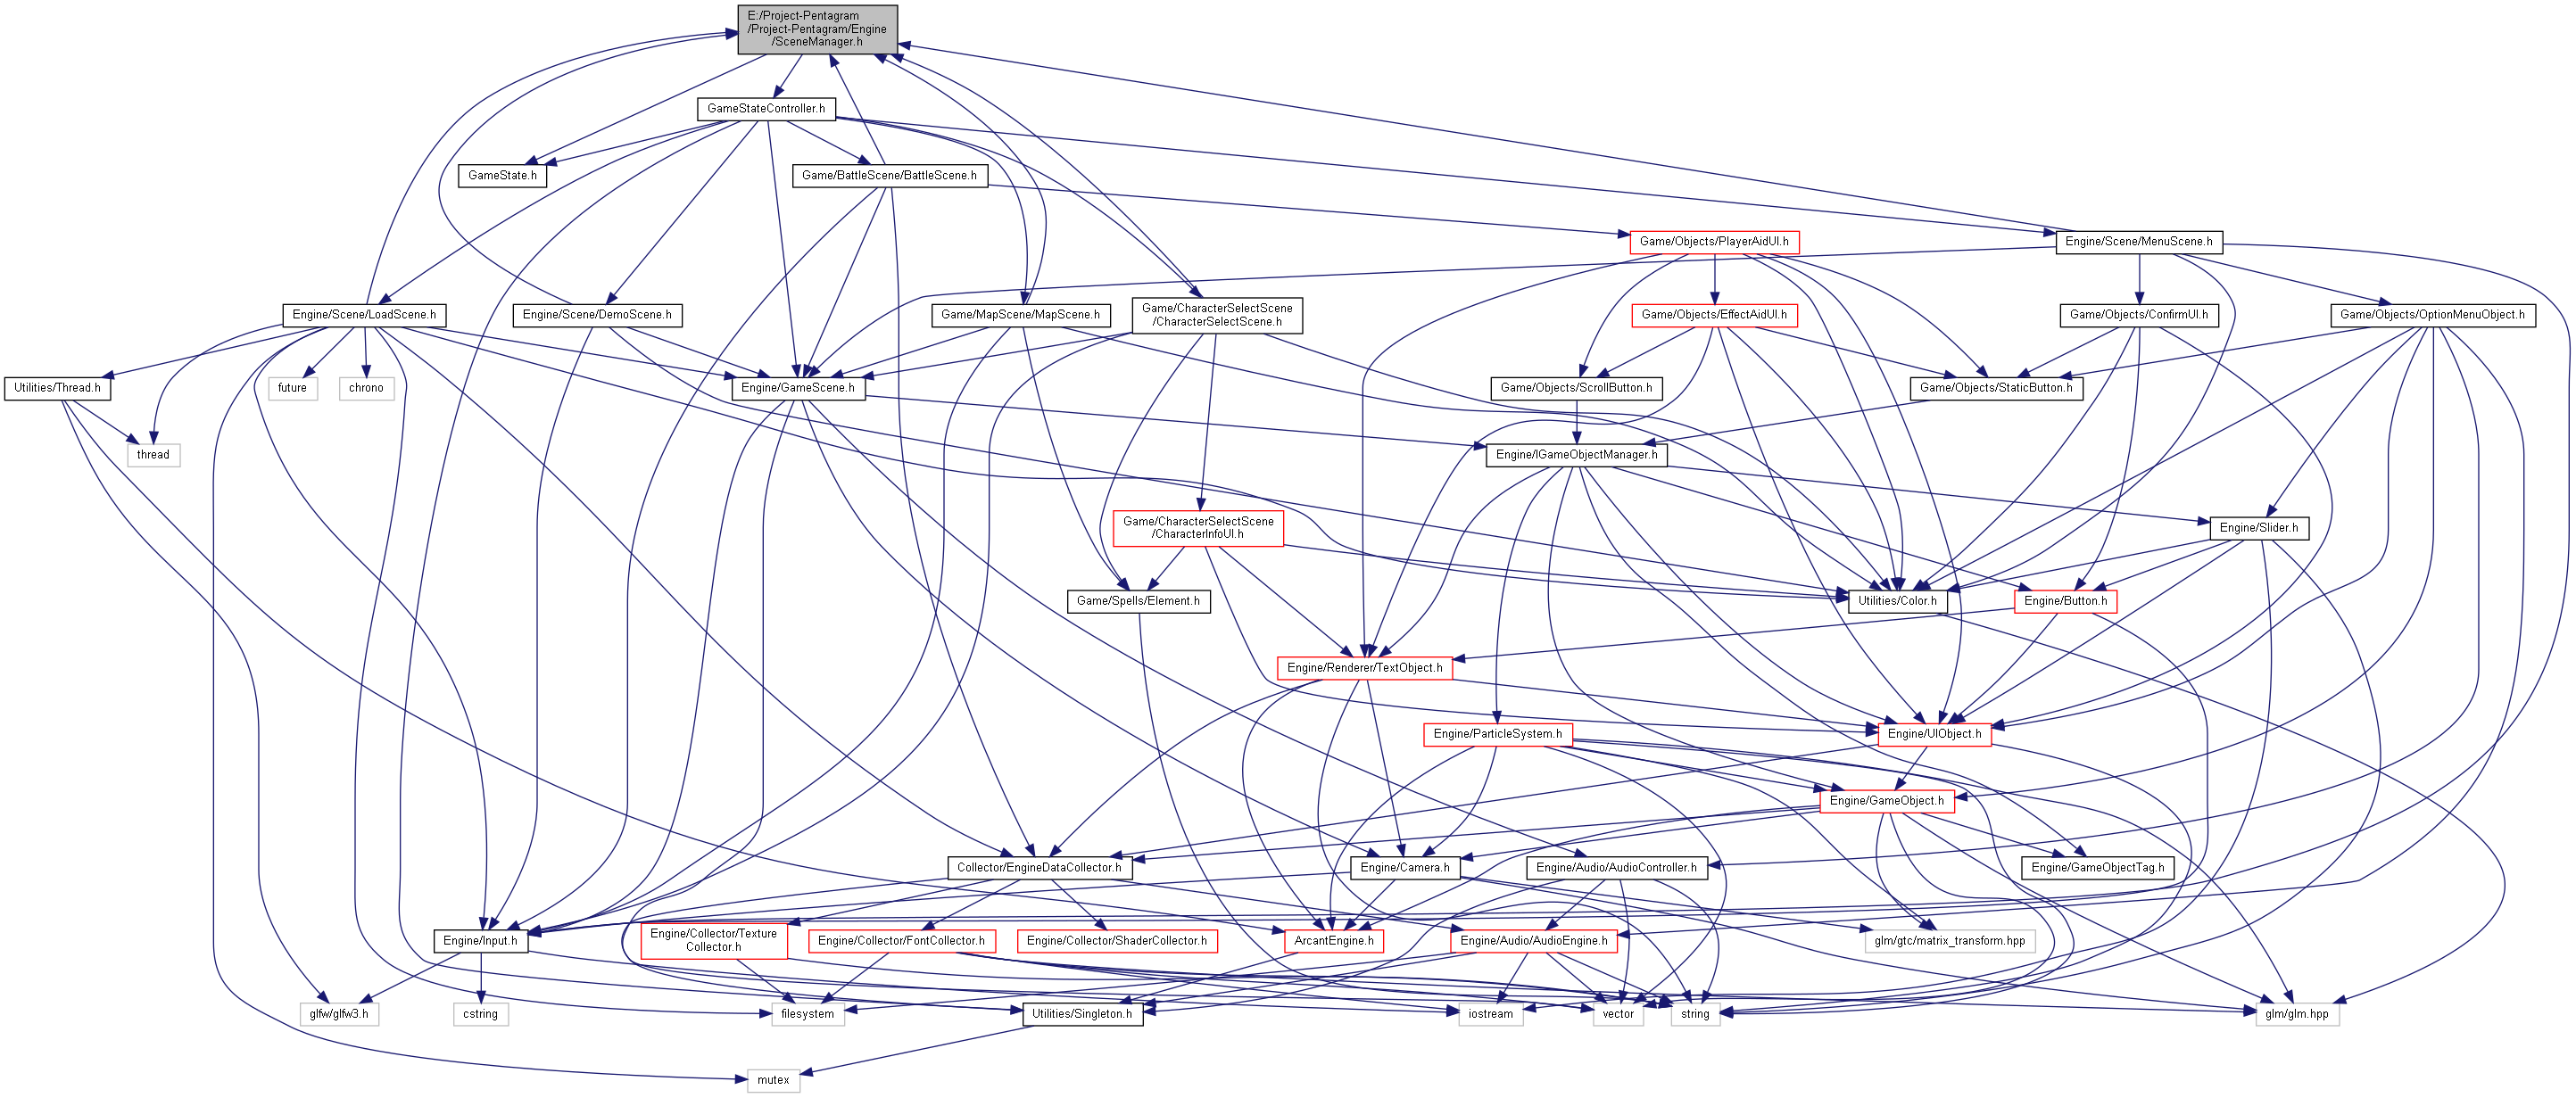 E:/Project-Pentagram
/Project-Pentagram/Engine
/SceneManager.h
GameStateController.h
GameState.h
Game/BattleScene/BattleScene.h
Game/Objects/PlayerAidUI.h
Engine/Scene/MenuScene.h
Engine/Scene/LoadScene.h
Engine/Scene/DemoScene.h
Game/MapScene/MapScene.h
Game/CharacterSelectScene
/CharacterSelectScene.h
Game/Objects/EffectAidUI.h
Game/Objects/ConfirmUI.h
Game/Objects/OptionMenuObject.h
Utilities/Thread.h
future
chrono
Engine/GameScene.h
Game/Objects/ScrollButton.h
Game/Objects/StaticButton.h
thread
Engine/IGameObjectManager.h
Game/CharacterSelectScene
/CharacterInfoUI.h
Engine/Slider.h
Game/Spells/Element.h
Utilities/Color.h
Engine/Button.h
Engine/Renderer/TextObject.h
Engine/ParticleSystem.h
Engine/UIObject.h
Engine/GameObject.h
Collector/EngineDataCollector.h
Engine/Camera.h
Engine/Audio/AudioController.h
Engine/GameObjectTag.h
Engine/Input.h
Engine/Collector/Texture
Collector.h
Engine/Collector/FontCollector.h
Engine/Collector/ShaderCollector.h
ArcantEngine.h
Engine/Audio/AudioEngine.h
glm/gtc/matrix_transform.hpp
glfw/glfw3.h
cstring
filesystem
Utilities/Singleton.h
iostream
vector
string
glm/glm.hpp
mutex